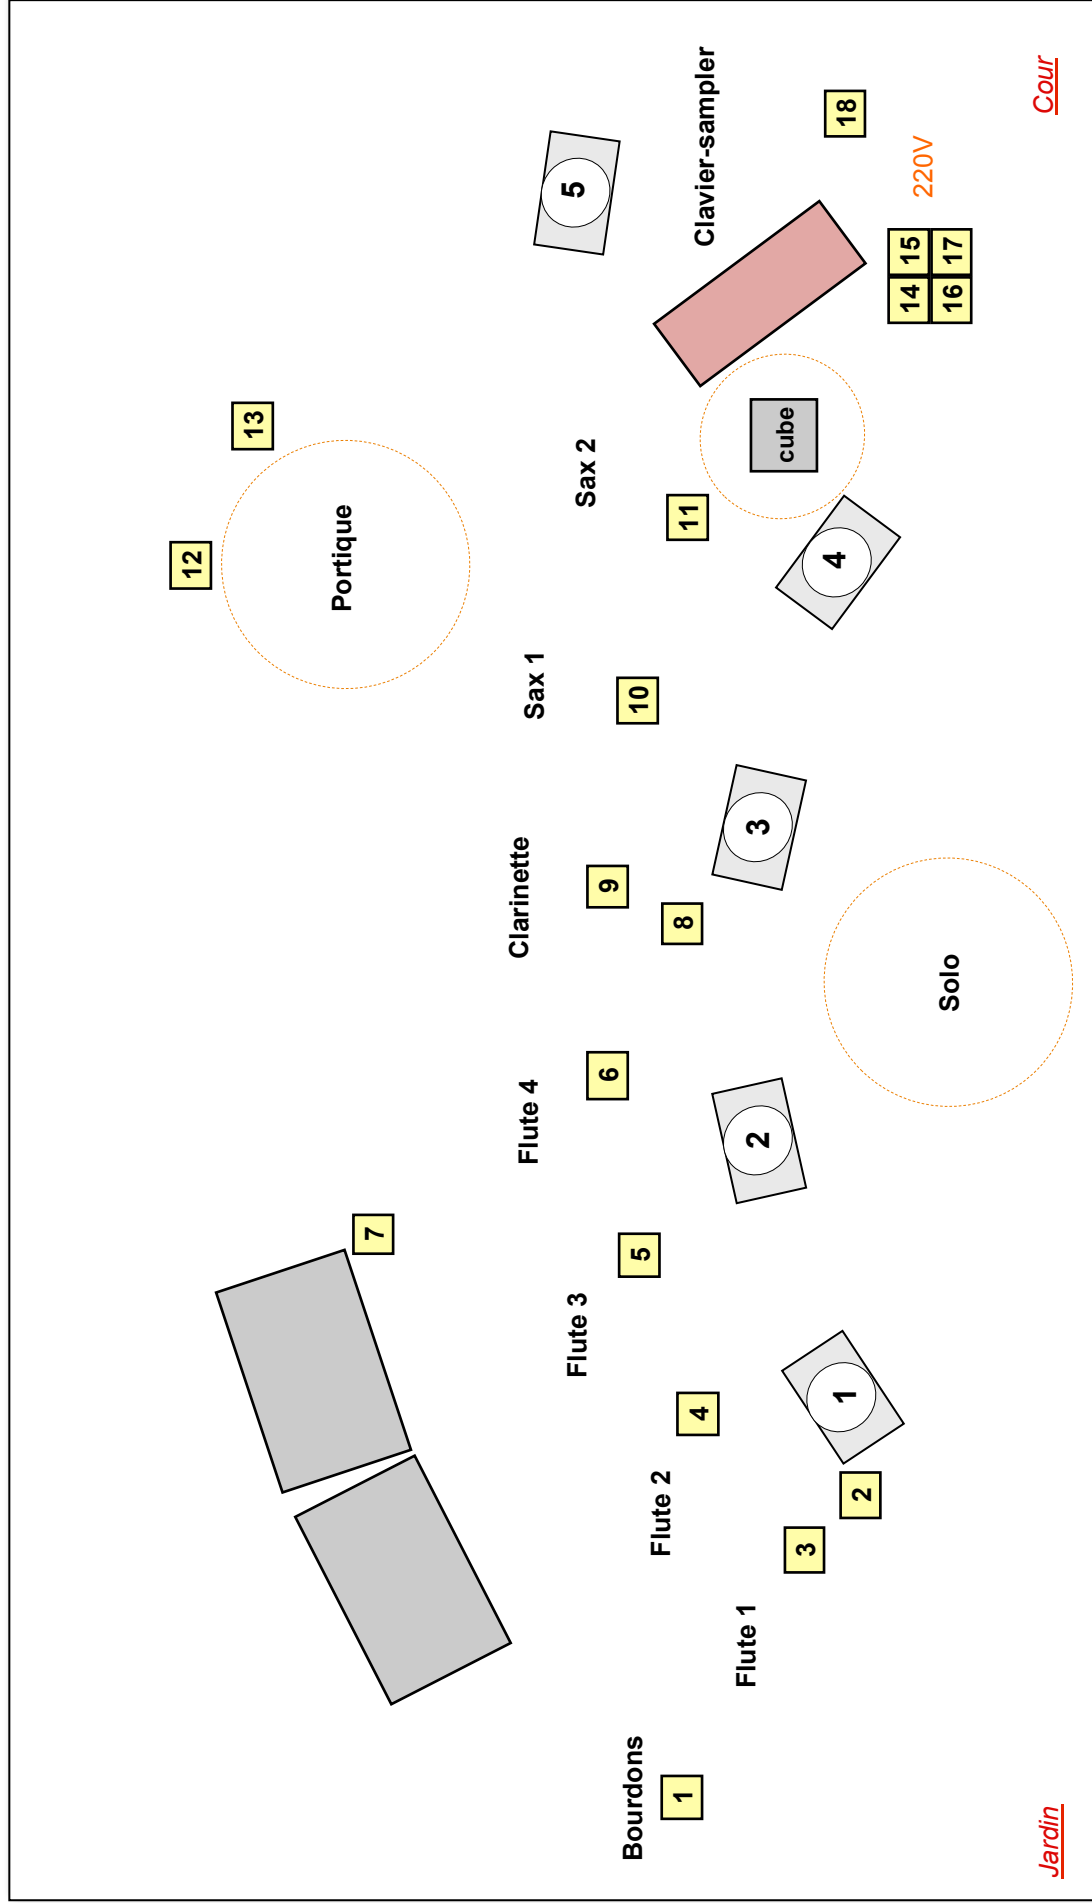 12
13
Portique
7
Flute 4
Clarinette
Sax 1
Flute 3
Sax 2
5
6
9
Bourdons
5
10
Flute 2
1
8
11
4
Clavier-sampler
Flute 1
2
3
cube
3
1
4
18
2
14 15
220V
Solo
16 17
Jardin
Cour